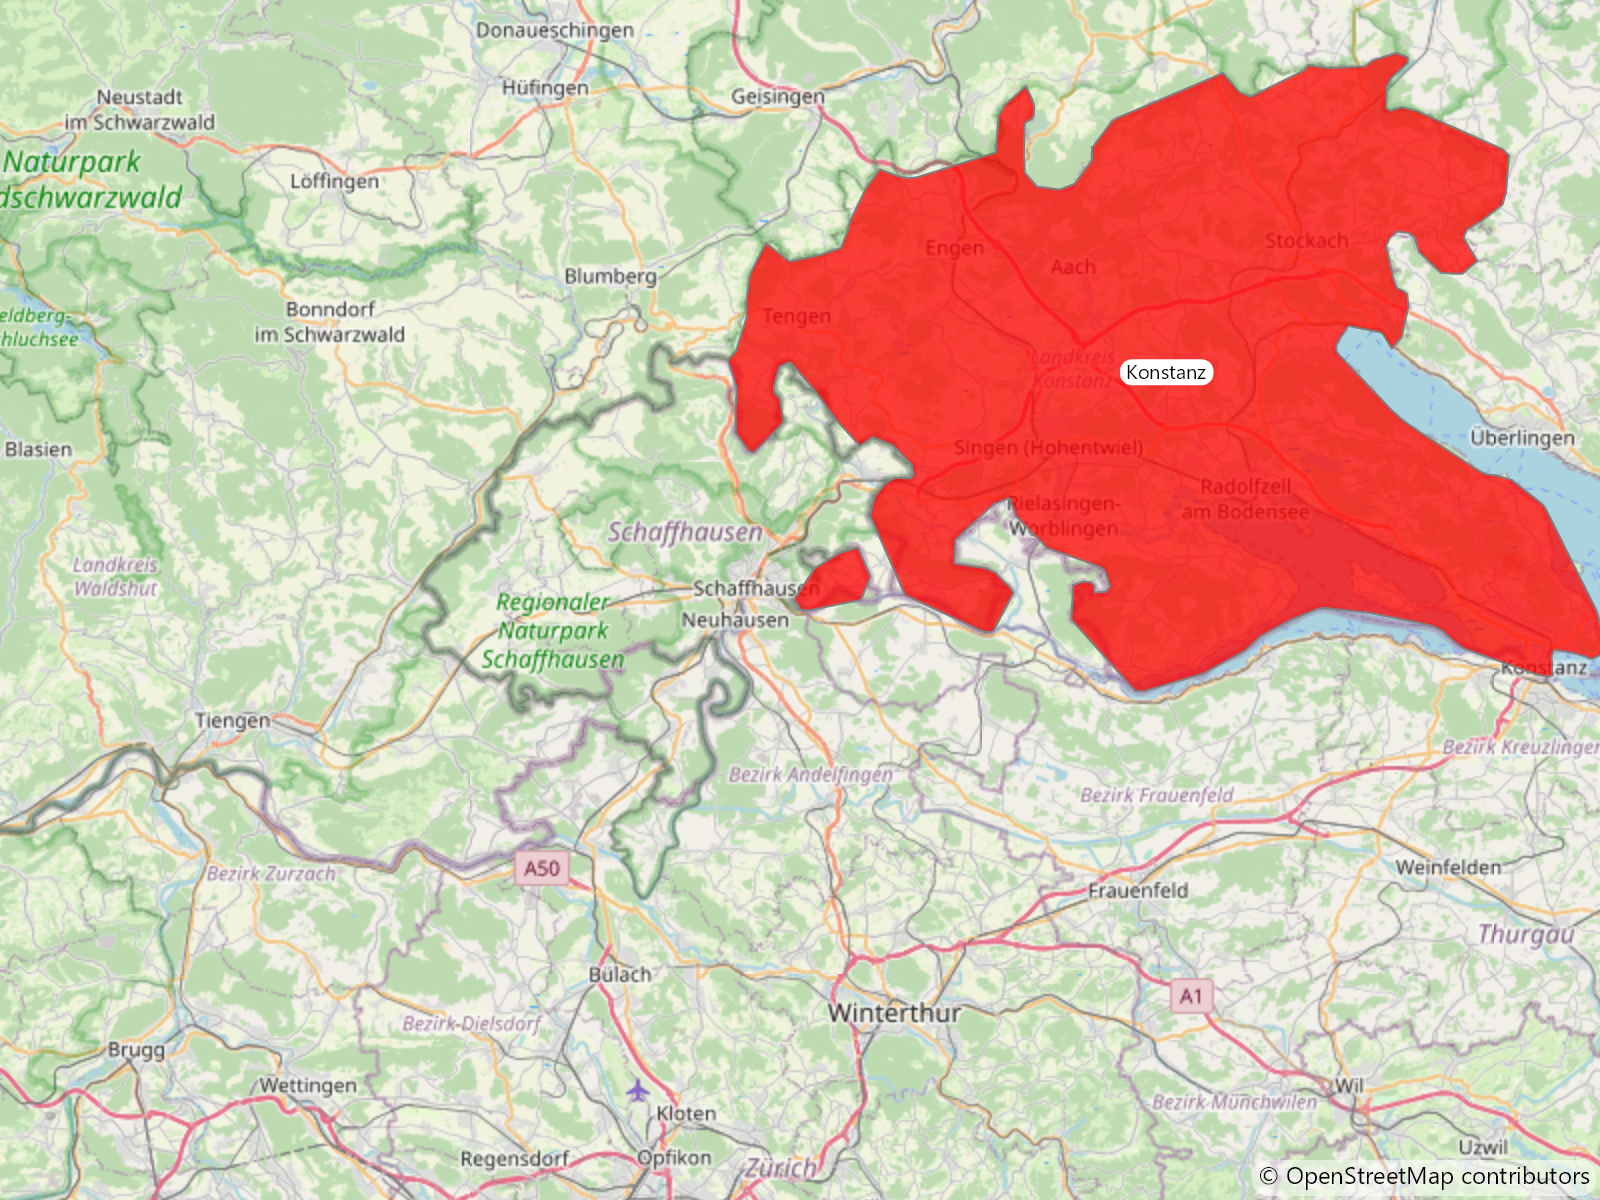 Donaueschingen
Hüfingen
Geisingen
Neustadt
im Schwarzwald
Naturpark
dschwarzwald
Löffingen
Engen
Aach
Stockach
Blumberg
Tengen
Bonndorf
im Schwarzwald
eldberg-
hluchsee
Landkreis
Konstanz
Konstanz
Überlingen
Blasien
Singen (Hohentwiel)
Radolfzell
am Bodensee
Rielasingen-
Worblingen
Schaffhausen
Landkreis
Waldshut
Schaffhausen
Neuhausen
Regionaler
Naturpark
Schaffhausen
Konstanz
Tiengen
Bezirk Kreuzlingen
Bezirk Andelfingen
Bezirk Frauenfeld
A50
Bezirk Zurzach
Weinfelden
Frauenfeld
Thurgau
Bülach
A1
Winterthur
Bezirk Dielsdorf
Brugg
Wettingen
Wil
Bezirk Münchwilen
Kloten
Uzwil
Regensdorf
Opfikon
Zürich
© OpenStreetMap contributors